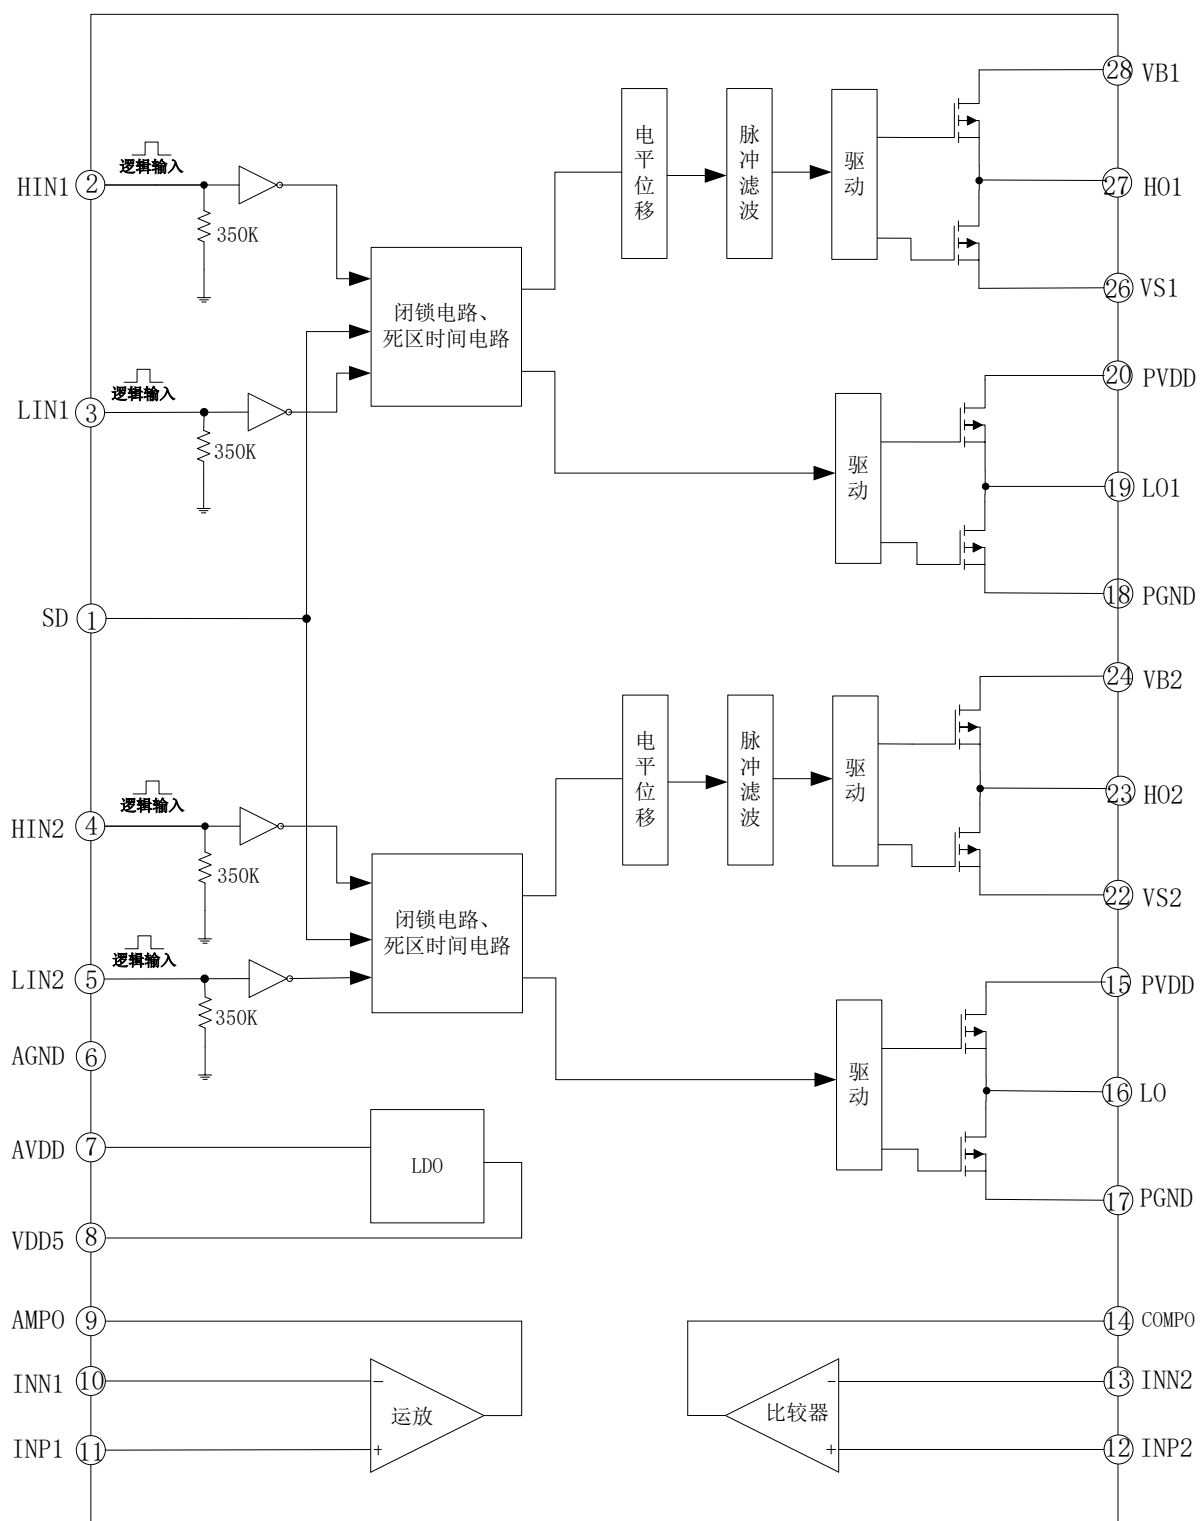 28 VB1
电平位移
脉冲滤波
驱动
逻辑输入
HIN1 2
27 HO1
350K
26 VS1
闭锁电路、
死区时间电路
逻辑输入
20 PVDD
LIN1 3
350K
驱动
19 LO1
18 PGND
SD 1
24 VB2
电平位移
脉冲滤波
驱动
逻辑输入
23 HO2
HIN2 4
350K
22 VS2
闭锁电路、
死区时间电路
逻辑输入
LIN2 5
15 PVDD
350K
AGND 6
驱动
16 LO
AVDD 7
LDO
17 PGND
VDD5 8
AMPO 9
14 COMPO
INN1 10
−
−
13 INN2
运放
比较器
INP1 11
+
+
12 INP2